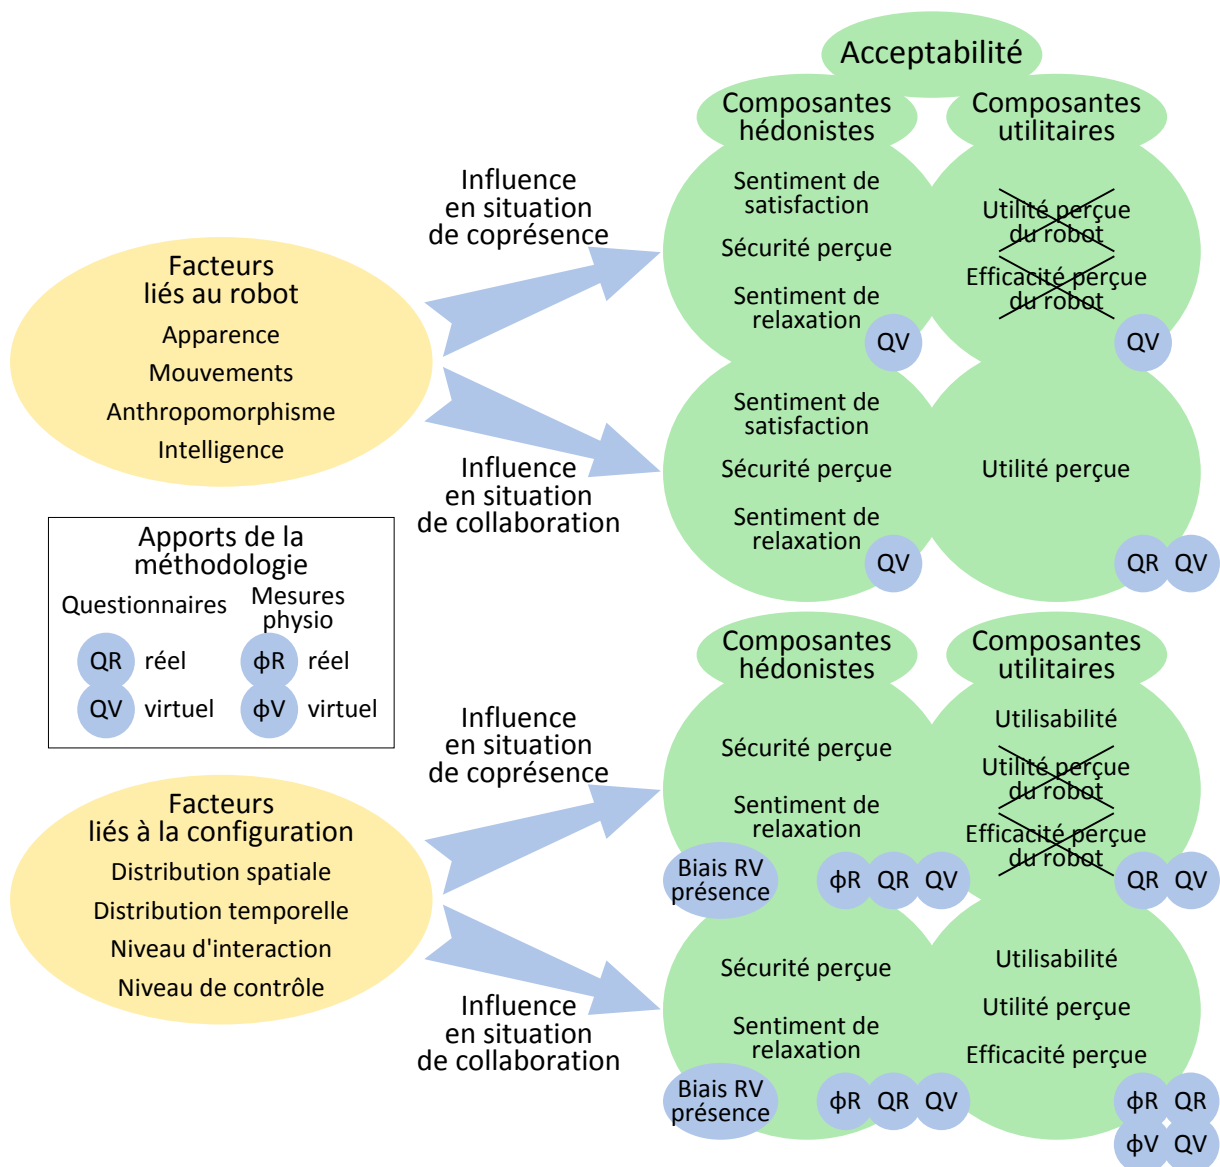 Acceptabilité
Composantes
hédonistes
Composantes
utilitaires
Influence
en situation
de coprésence
Sentiment de
satisfaction
Sécurité perçue
Sentiment de
relaxation
QV
Utilité perçue
du robot
Efficacité perçue
du robot
QV
Facteurs
liés au robot
Apparence
Mouvements
Anthropomorphisme
Intelligence
Influence
en situation
de collaboration
Sentiment de
satisfaction
Sécurité perçue
Sentiment de
relaxation
QV
Utilité perçue
QR QV
Apports de la
méthodologie
Questionnaires
Mesures
physio
QR réel
ϕR réel
QV virtuel
ϕV virtuel
Composantes
hédonistes
Composantes
utilitaires
Influence
en situation
de coprésence
Sécurité perçue
Sentiment de
relaxation
Biais RV
présence
ϕR QR QV
Utilisabilité
Utilité perçue
du robot
Efficacité perçue
du robot
QR QV
Facteurs
liés à la configuration
Distribution spatiale
Distribution temporelle
Niveau d'interaction
Niveau de contrôle
Influence
en situation
de collaboration
Sécurité perçue
Sentiment de
relaxation
Biais RV
présence
ϕR QR QV
Utilisabilité
Utilité perçue
Efficacité perçue
ϕR QR
ϕV QV